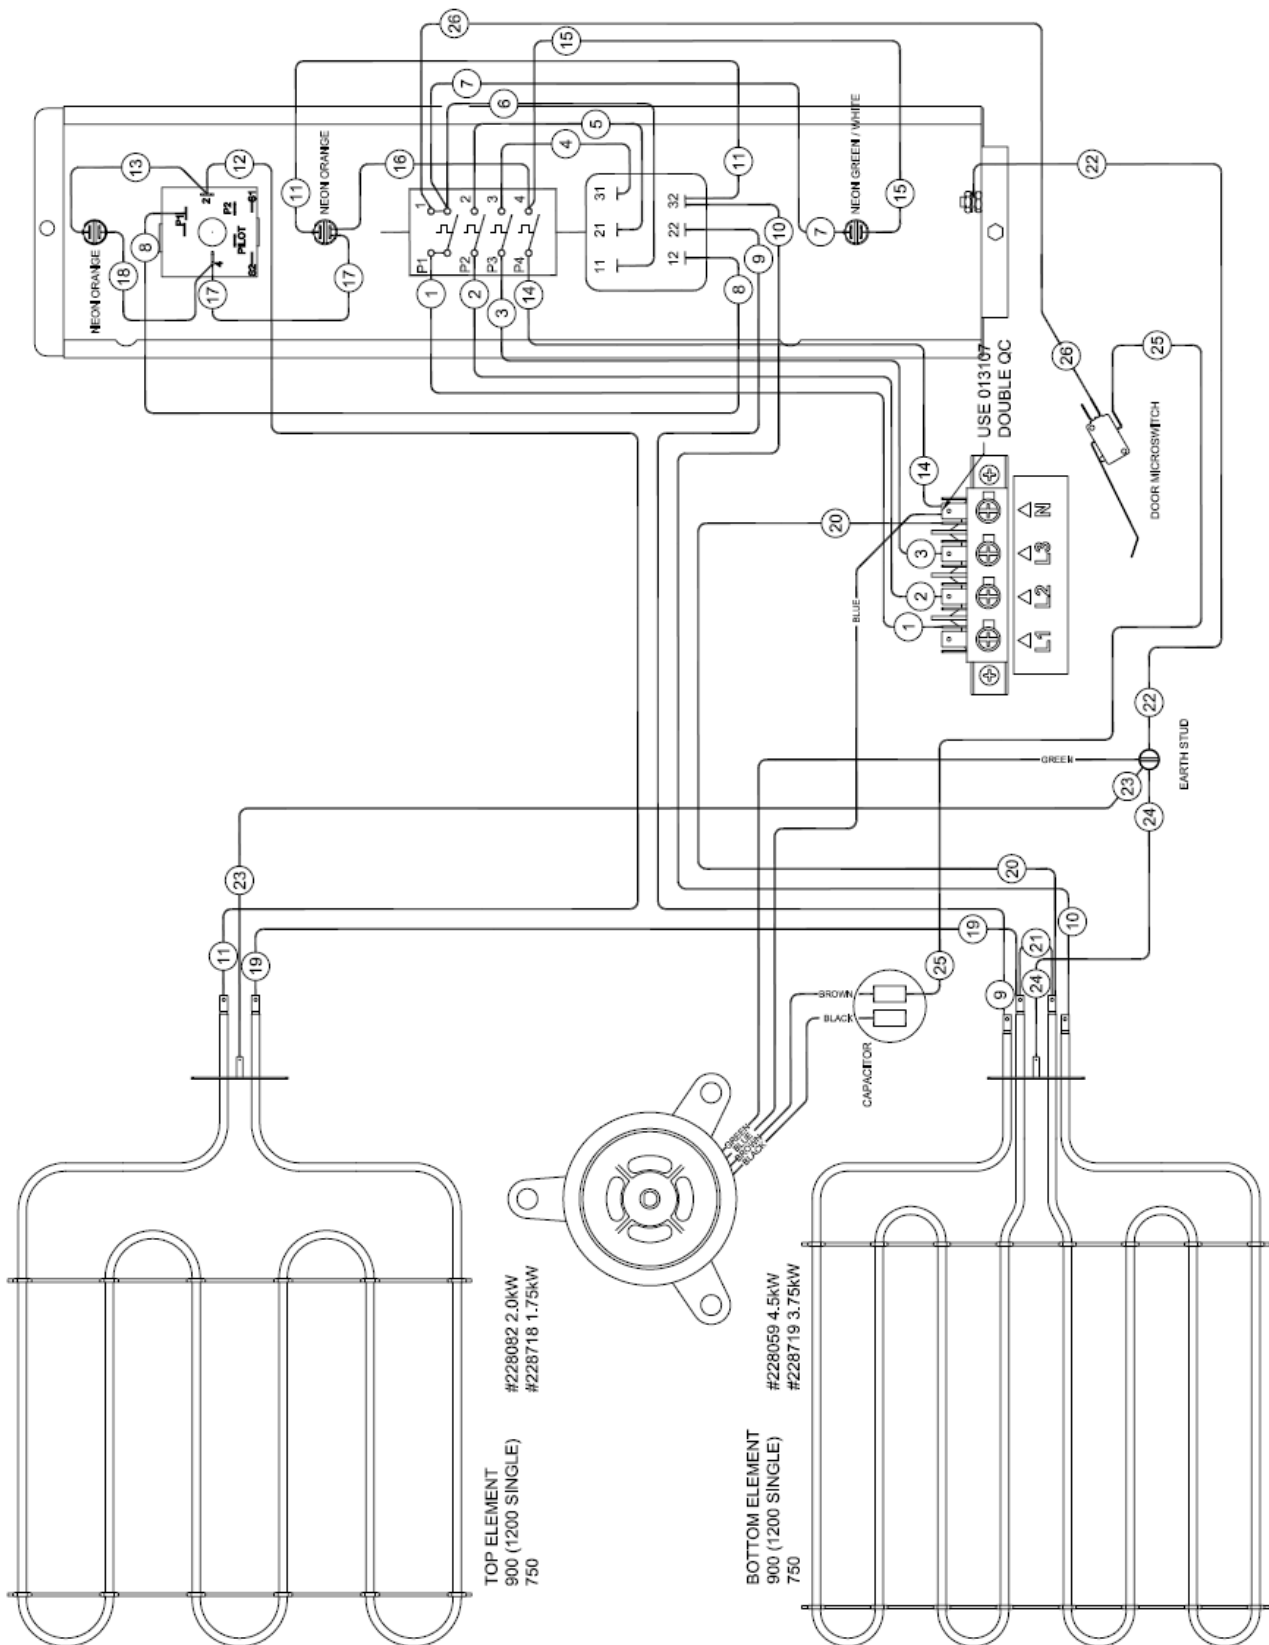 26
15
15
11
7
6
5
4
11
13
12
16
NEON ORANGE
11
NEON ORANGE
18
8
17
17
P1
2
P2
S1
PILOT
4
S2
1
2
3
4
P1
P2
P3
P4
1
2
3
14
31
21
11
32
22
12
10
9
8
7
NEON GREEN / WHITE
15
22
26
25
DOOR MICROSWITCH
USE 013107
DOUBLE QC
14
20
3
2
1
BLUE
N
L3
L2
L1
22
EARTH STUD
GREEN
23
24
23
11
19
20
19
10
21
24
9
25
BROWN
BLACK
CAPACITOR
GREEN
BLUE
BROWN
BLACK
TOP ELEMENT
900 (1200 SINGLE) #228082 2.0kW
750 #228718 1.75kW
BOTTOM ELEMENT
900 (1200 SINGLE) #228059 4.5kW
750 #228719 3.75kW